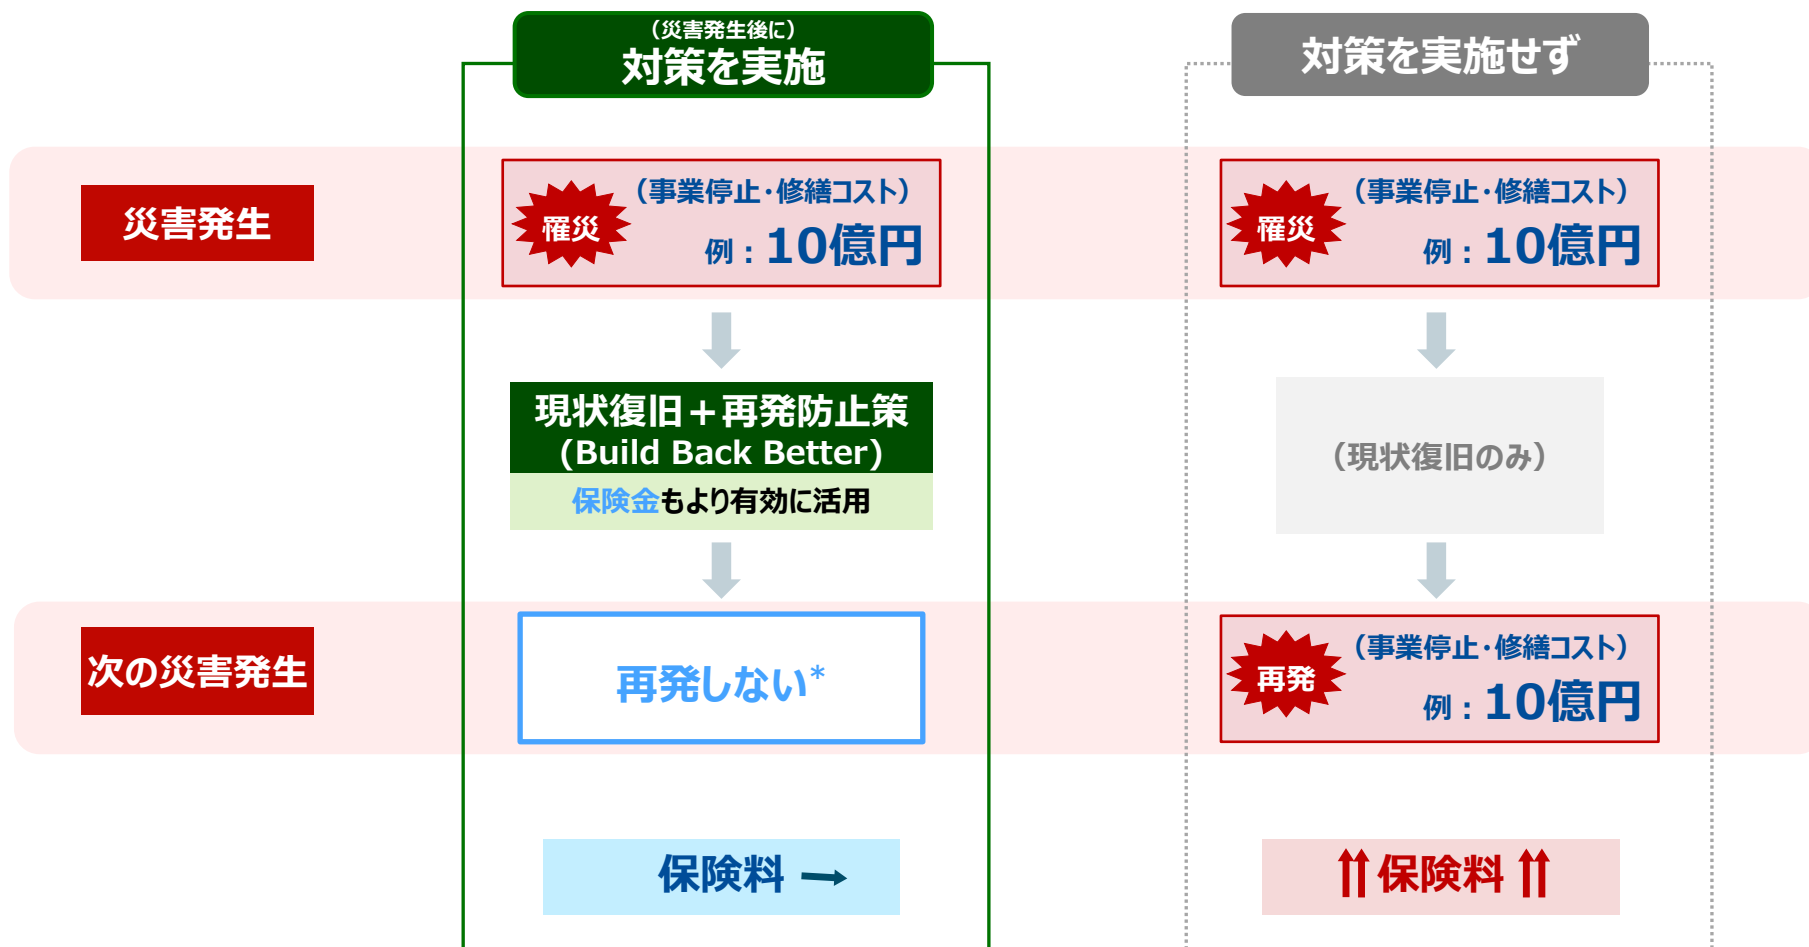 (災害発生後に)
対策を実施
対策を実施せず
災害発生
罹災
(事業停止・修繕コスト)
例：10億円
罹災
(事業停止・修繕コスト)
例：10億円
現状復旧＋再発防止策
(Build Back Better)
保険金もより有効に活用
(現状復旧のみ)
次の災害発生
再発しない*
再発
(事業停止・修繕コスト)
例：10億円
保険料 →
↑↑保険料↑↑